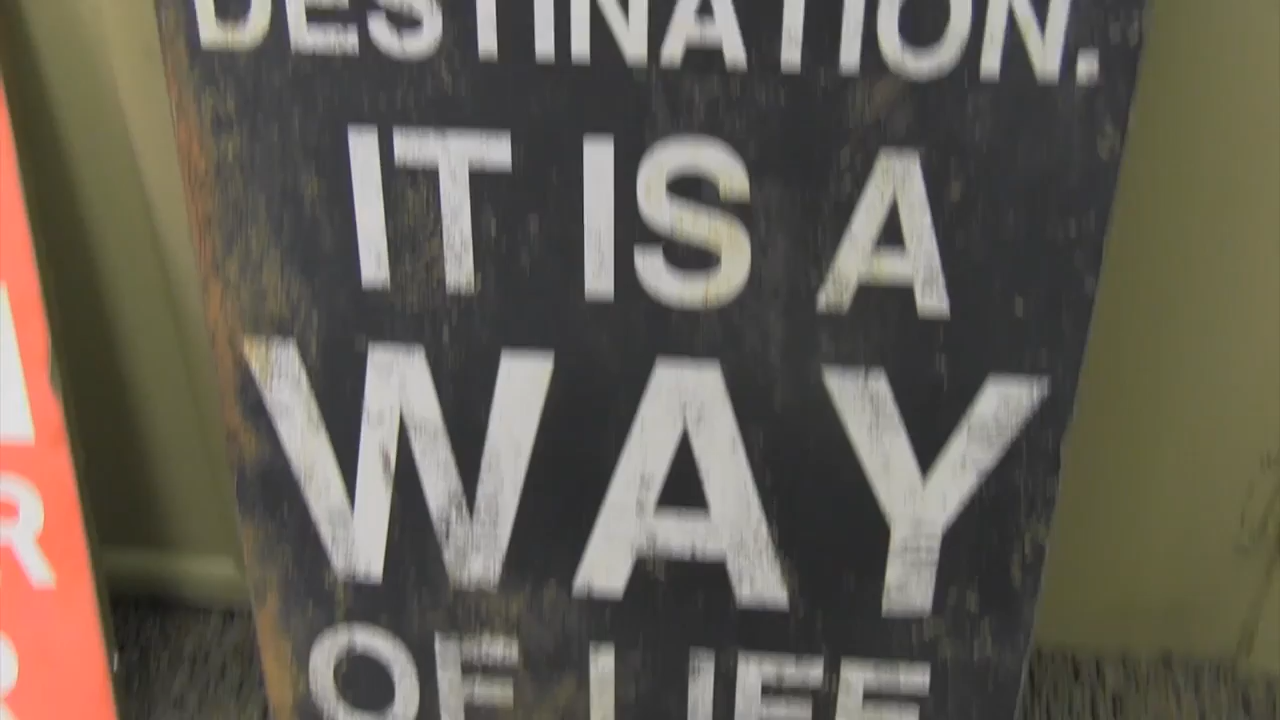 DESTINATION.
IT IS A
WAY
OF LIFE
R
R